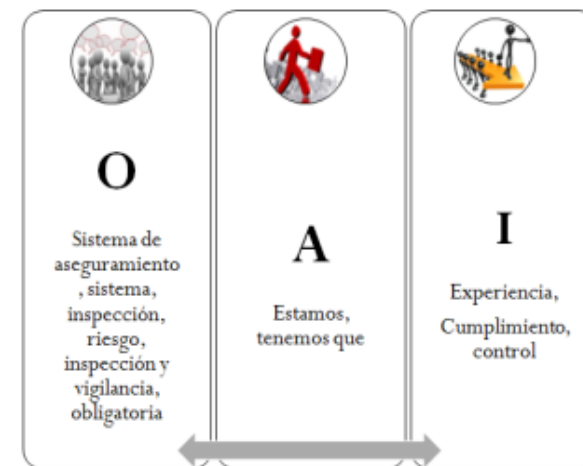 O
Sistema de
aseguramiento
, sistema,
inspección,
riesgo,
inspección y
vigilancia,
obligatoria
A
Estamos,
tenemos que
I
Experiencia,
Cumplimiento,
control